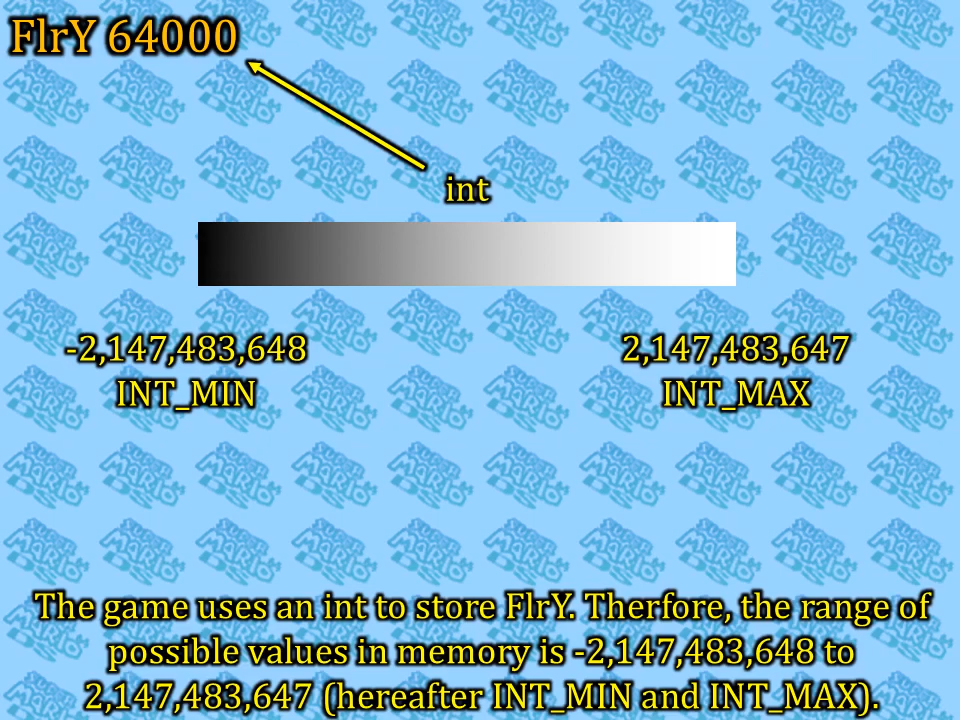 FlrY 64000
int
-2,147,483,648
INT_MIN
2,147,483,647
INT_MAX
The game uses an int to store FlrY. Therfore, the range of
possible values in memory is -2,147,483,648 to
2,147,483,647 (hereafter INT_MIN and INT_MAX).